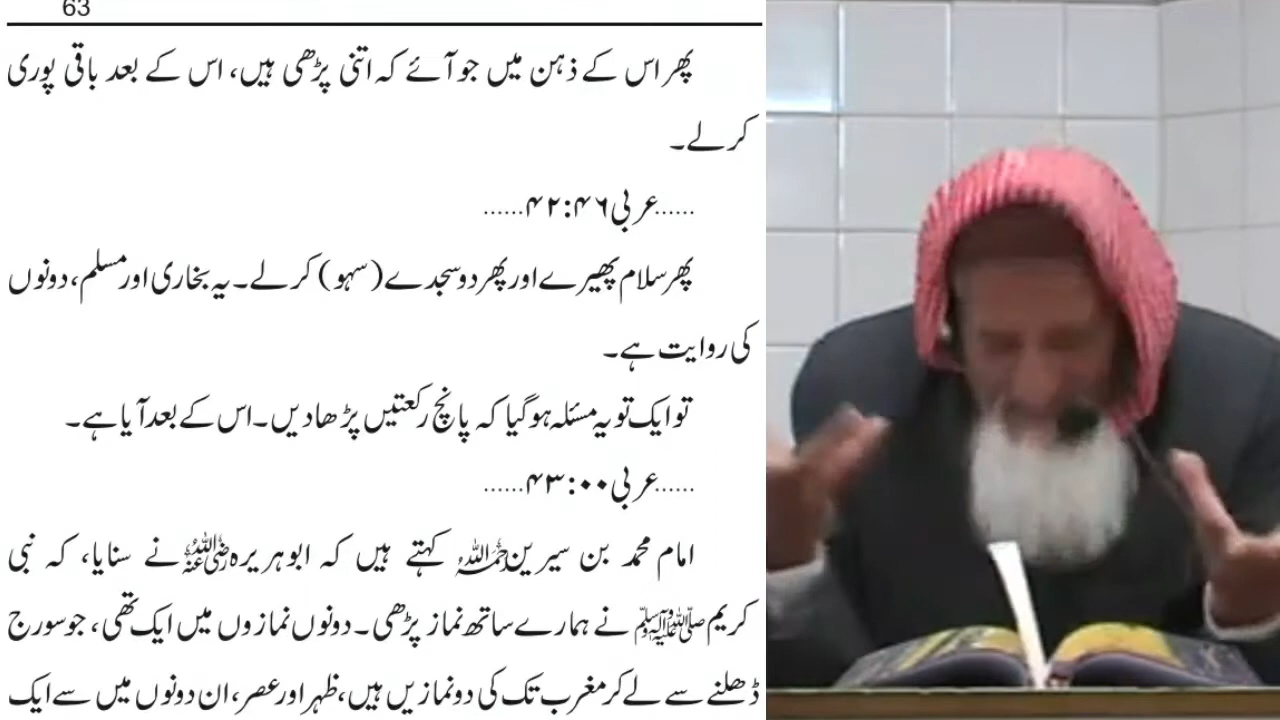 63
پھر اس کے ذہن میں جو آئے کہ اتنی پڑھی ہیں، اس کے بعد باقی پوری
کر لے۔
......عربی ۴۲:۴۶......
پھر سلام پھیرے اور پھر دو سجدے (سہو) کر لے۔ یہ بخاری اور مسلم، دونوں
کی روایت ہے۔
تو ایک تو یہ مسئلہ ہو گیا کہ پانچ رکعتیں پڑھا دیں۔ اس کے بعد آیا ہے۔
......عربی ۴۳:۰۰......
امام محمد بن سیرین رحمہ اللہ کہتے ہیں کہ ابو ہریرہ رضی اللہ عنہ نے سنایا، کہ نبی
کریم ﷺ نے ہمارے ساتھ نماز پڑھی۔ دونوں نمازوں میں ایک تھی، جو سورج
ڈھلنے سے لے کر مغرب تک کی دو نمازیں ہیں، ظہر اور عصر، ان دونوں میں سے ایک